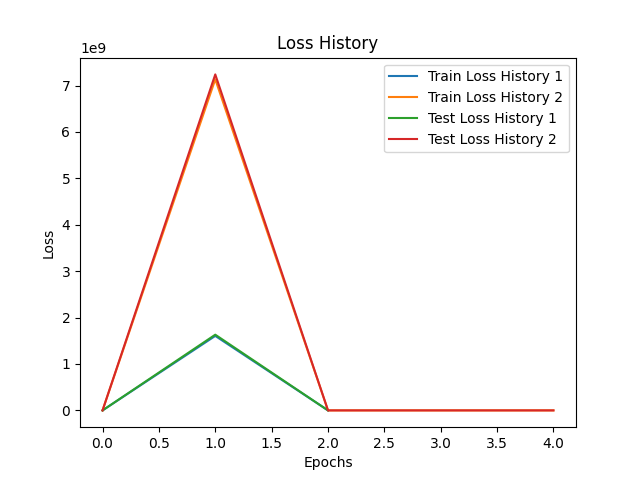 Loss History
1e9
Train Loss History 1
Train Loss History 2
Test Loss History 1
Test Loss History 2
7
6
5
4
3
2
1
0
Loss
0.0 0.5 1.0 1.5 2.0 2.5 3.0 3.5 4.0
Epochs